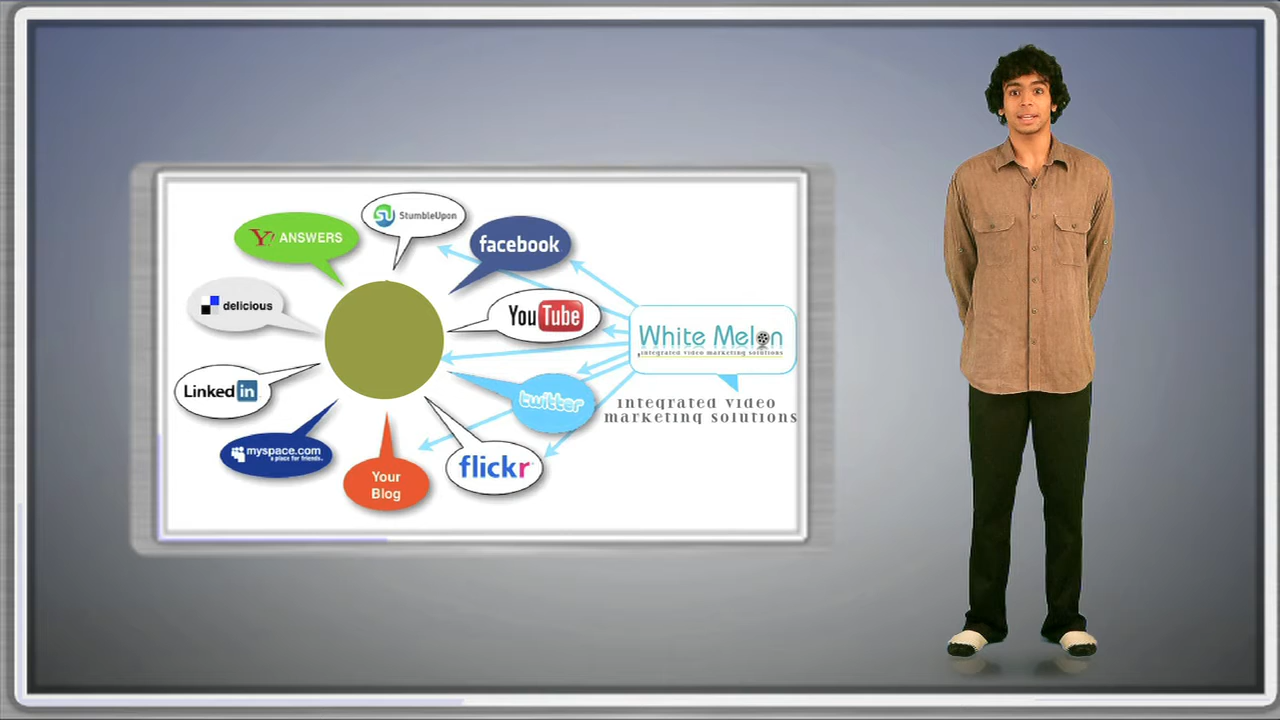 StumbleUpon
Y! ANSWERS
facebook
delicious
YouTube
White Melon
integrated video marketing solutions
Linked in
twitter
integrated video
marketing solutions
myspace.com
a place for friends.
flickr
Your
Blog